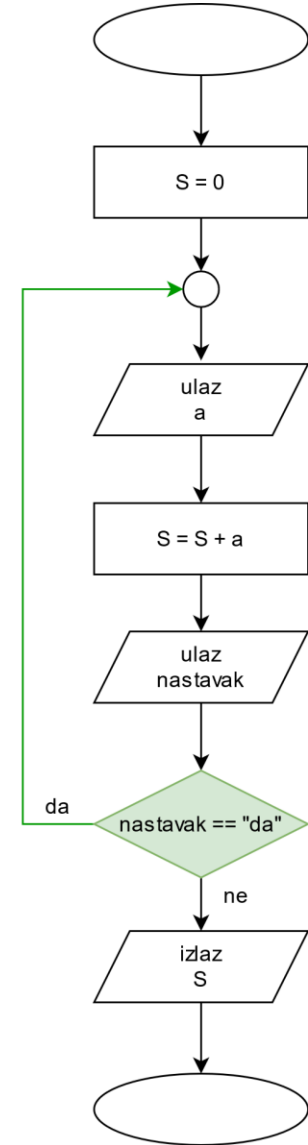 S = 0
ulaz
a
S = S + a
ulaz
nastavak
nastavak == "da"
da
ne
izlaz
S